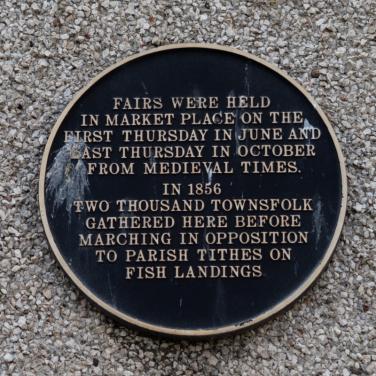 FAIRS WERE HELD
IN MARKET PLACE ON THE
FIRST THURSDAY IN JUNE AND
LAST THURSDAY IN OCTOBER
FROM MEDIEVAL TIMES.
IN 1856
TWO THOUSAND TOWNSFOLK
GATHERED HERE BEFORE
MARCHING IN OPPOSITION
TO PARISH TITHES ON
FISH LANDINGS